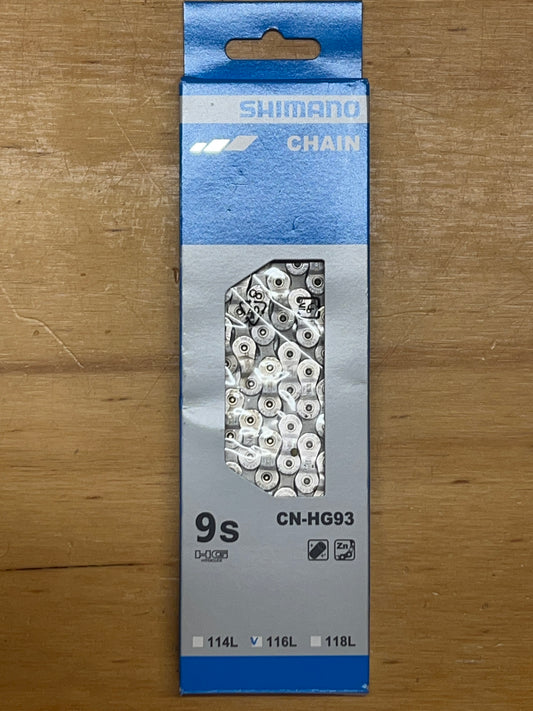 SHIMANO
CHAIN
9s
CN-HG93
HG
Zn
114L 116L 118L